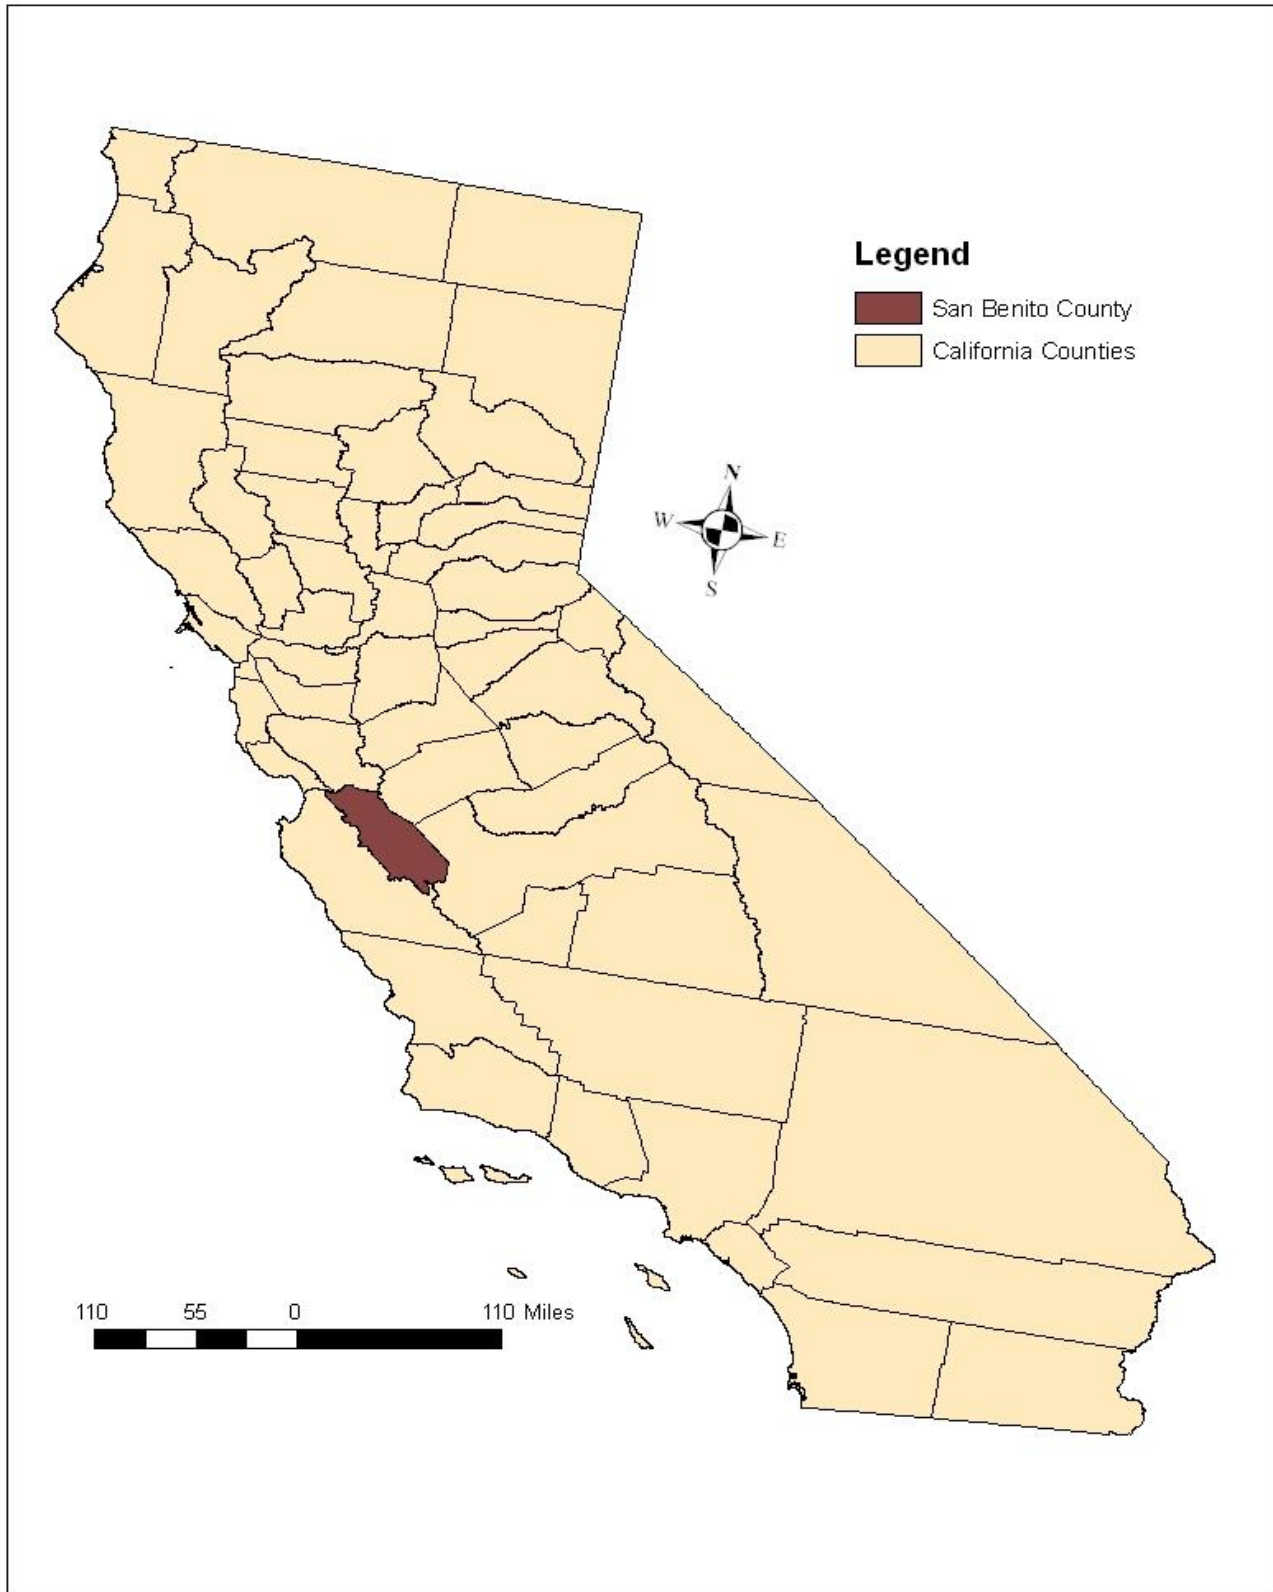 Legend
San Benito County
California Counties
N
W
E
S
110 55 0 110 Miles